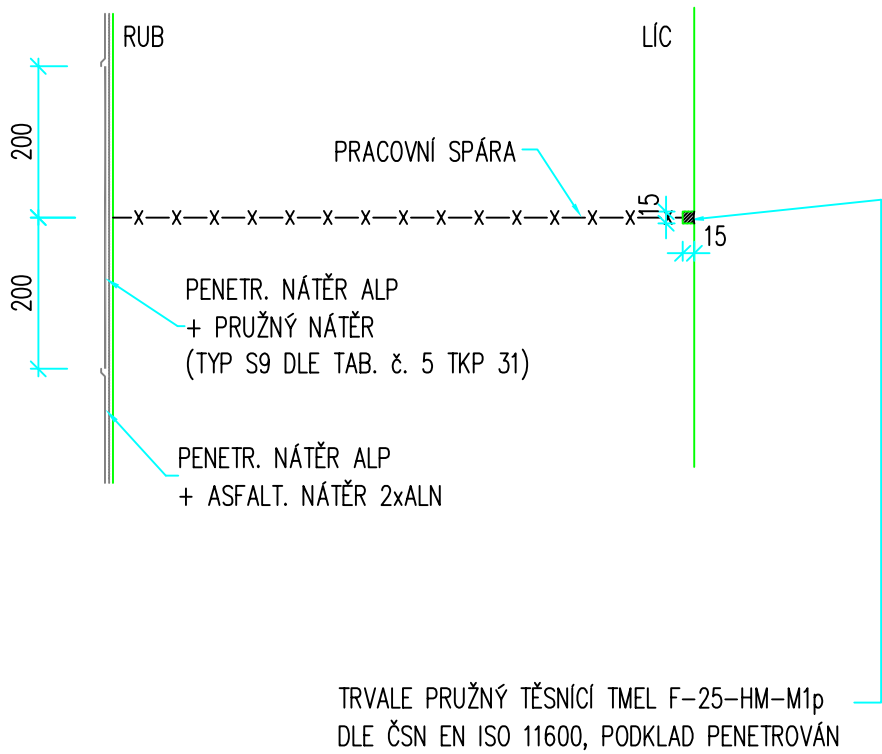 RUB
LÍC
200
PRACOVNÍ SPÁRA
15
15
200
PENETR. NÁTĚR ALP
+ PRUŽNÝ NÁTĚR
(TYP S9 DLE TAB. č. 5 TKP 31)
PENETR. NÁTĚR ALP
+ ASFALT. NÁTĚR 2xALN
TRVALE PRUŽNÝ TĚSNÍCÍ TMEL F-25-HM-M1p
DLE ČSN EN ISO 11600, PODKLAD PENETROVÁN